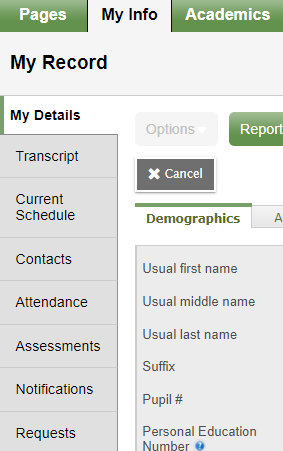 Pages
My Info
Academics
My Record
My Details
Transcript
Current
Schedule
Contacts
Attendance
Assessments
Notifications
Requests
Options
Report
Cancel
Demographics
A
Usual first name
Usual middle name
Usual last name
Suffix
Pupil #
Personal Education
Number ?